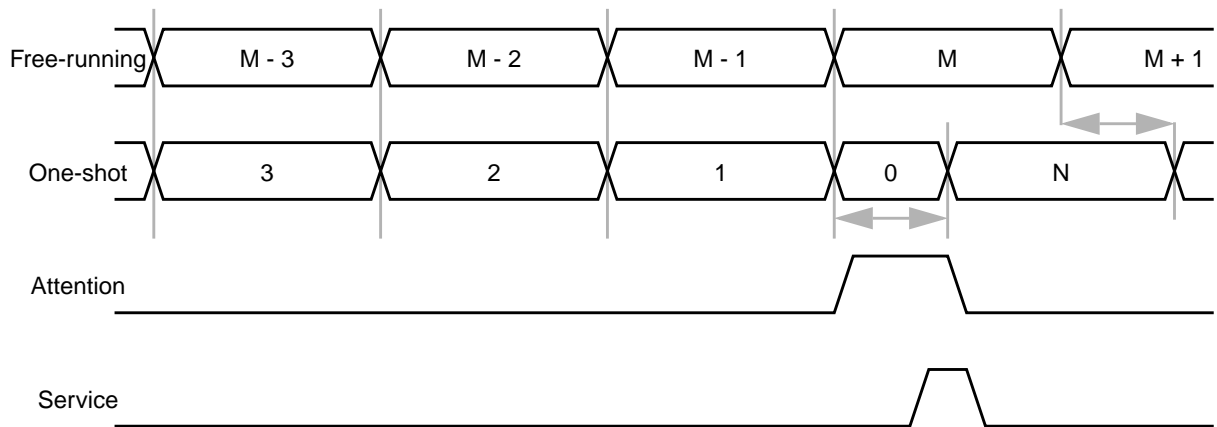 Free-running M - 3 M - 2 M - 1 M M + 1
One-shot 3 2 1 0 N
Attention
Service